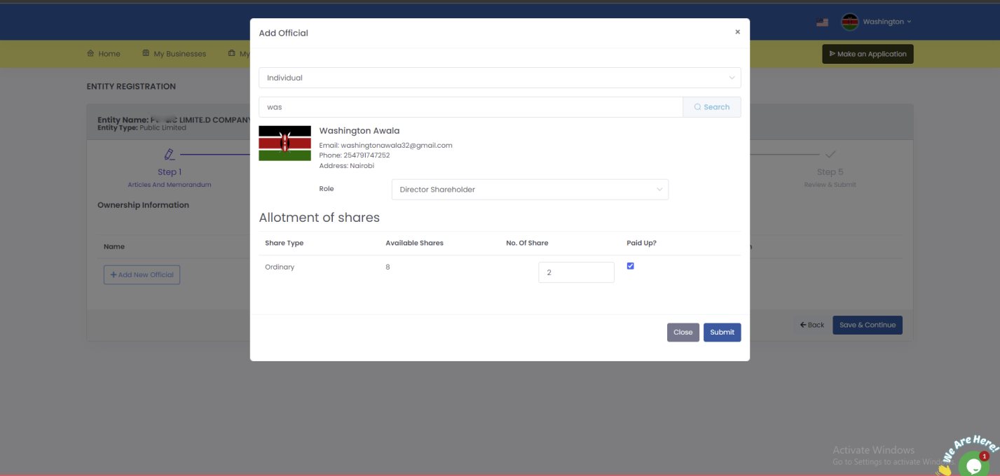 Washington
Home
My Businesses
My
Make an Application
ENTITY REGISTRATION
Entity Name: LIMITE.D COMPANY
Entity Type: Public Limited
Step 1
Articles And Memorandum
Step 5
Review & Submit
Ownership Information
Name
Add New Official
Back
Save & Continue
Add Official
×
Individual
was
Search
Washington Awala
Email: washingtonawala32@gmail.com
Phone: 254791747252
Address: Nairobi
Role
Director Shareholder
Allotment of shares
Share Type Available Shares No. Of Share Paid Up?
Ordinary 8 2
Close
Submit
Activate Windows
Go to Settings to activate
We Are Here!
1